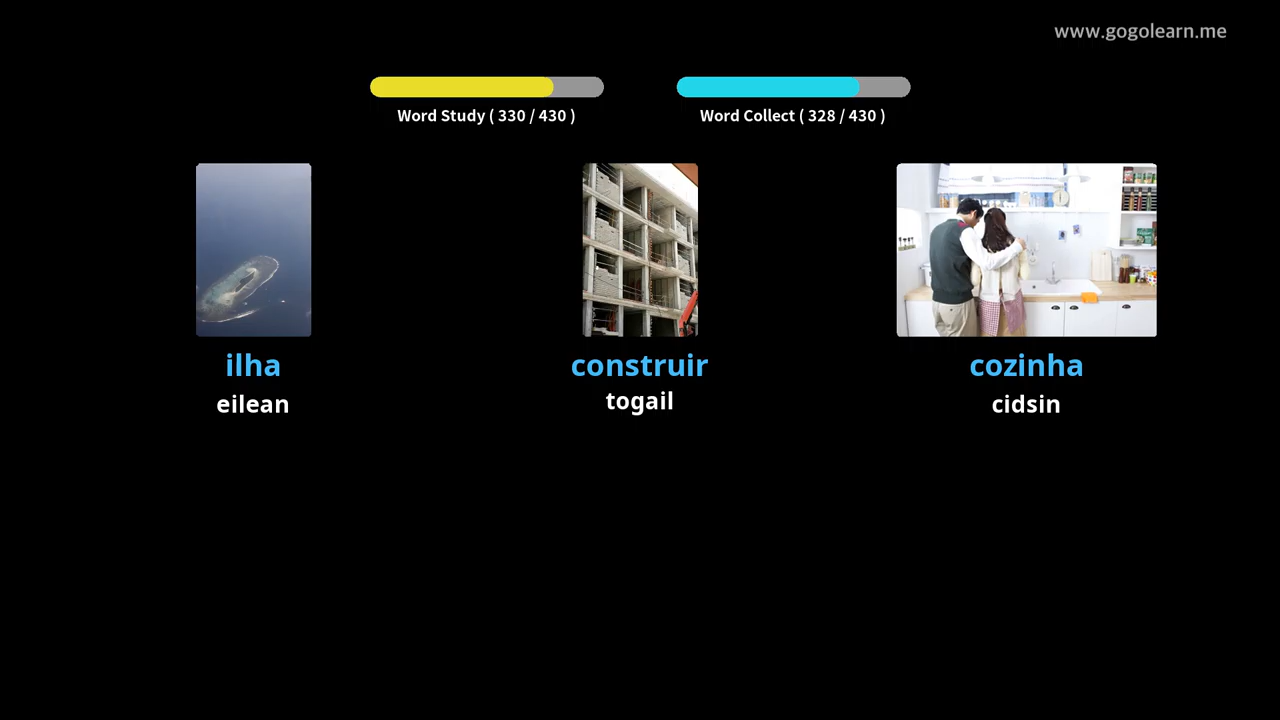 www.gogolearn.me
Word Study ( 330 / 430 )
Word Collect ( 328 / 430 )
ilha
construir
cozinha
eilean
togail
cidsin